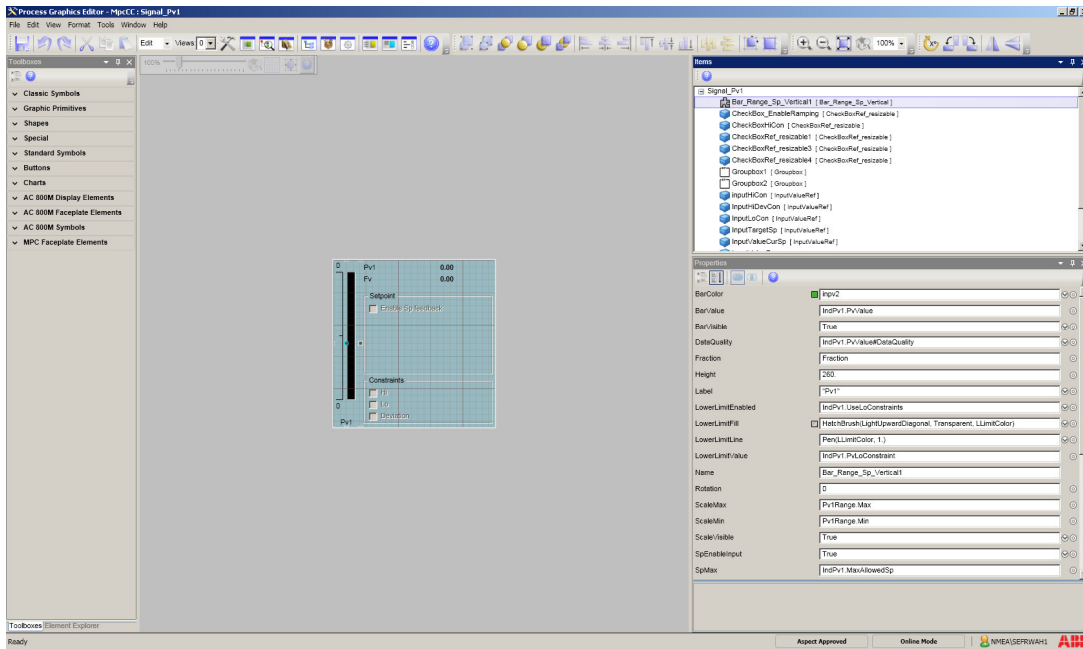 Process Graphics Editor - MpcCC : Signal_Pv1
File Edit View Format Tools Window Help
Edit Views: 0 100%
Toolboxes
Classic Symbols
Graphic Primitives
Shapes
Special
Standard Symbols
Buttons
Charts
AC 800M Display Elements
AC 800M Faceplate Elements
AC 800M Symbols
MPC Faceplate Elements
Toolboxes Element Explorer
100%
0 Pv1 0.00
Fv 0.00
Setpoint
Enable Sp feedback
Constraints
Hi
0 Lo
Deviation
Pv1
Items
Signal_Pv1
Bar_Range_Sp_Vertical1 [ Bar_Range_Sp_Vertical ]
CheckBox_EnableRamping [ CheckBoxRef_resizable ]
CheckBoxHiCon [ CheckBoxRef_resizable ]
CheckBoxRef_resizable1 [ CheckBoxRef_resizable ]
CheckBoxRef_resizable3 [ CheckBoxRef_resizable ]
CheckBoxRef_resizable4 [ CheckBoxRef_resizable ]
Groupbox1 [ Groupbox ]
Groupbox2 [ Groupbox ]
inputHiCon [ InputValueRef ]
InputHiDevCon [ InputValueRef ]
InputLoCon [ InputValueRef ]
InputTargetSp [ InputValueRef ]
InputValueCurSp [ InputValueRef ]
Properties
BarColor inpv2
BarValue IndPv1.PvValue
BarVisible True
DataQuality IndPv1.PvValue#DataQuality
Fraction Fraction
Height 260.
Label "Pv1"
LowerLimitEnabled IndPv1.UseLoConstraints
LowerLimitFill HatchBrush(LightUpwardDiagonal, Transparent, LLimitColor)
LowerLimitLine Pen(LLimitColor, 1.)
LowerLimitValue IndPv1.PvLoConstraint
Name Bar_Range_Sp_Vertical1
Rotation 0
ScaleMax Pv1Range.Max
ScaleMin Pv1Range.Min
ScaleVisible True
SpEnableInput True
SpMax IndPv1.MaxAllowedSp
Ready Aspect Approved Online Mode NMEA\SEFRWAH1 ABB